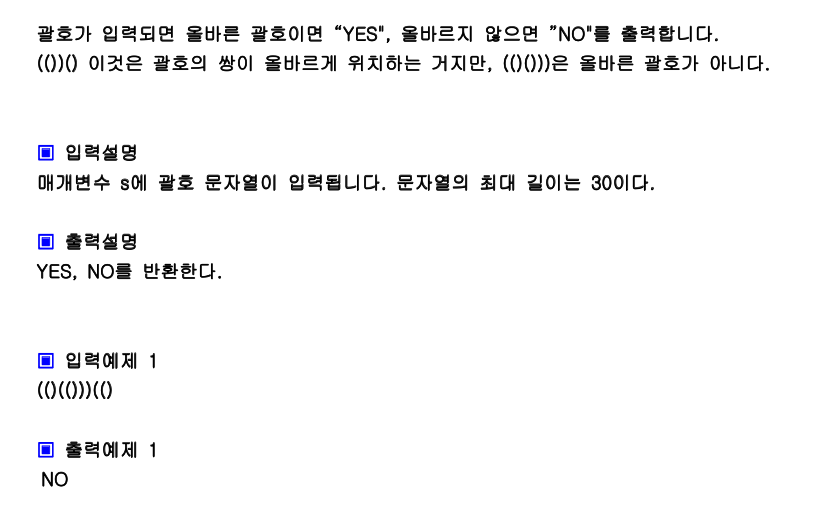 괄호가 입력되면 올바른 괄호이면 “YES", 올바르지 않으면 ”NO"를 출력합니다.
(())() 이것은 괄호의 쌍이 올바르게 위치하는 거지만, (()()))은 올바른 괄호가 아니다.
▣ 입력설명
매개변수 s에 괄호 문자열이 입력됩니다. 문자열의 최대 길이는 30이다.
▣ 출력설명
YES, NO를 반환한다.
▣ 입력예제 1
(()(()))(()
▣ 출력예제 1
NO